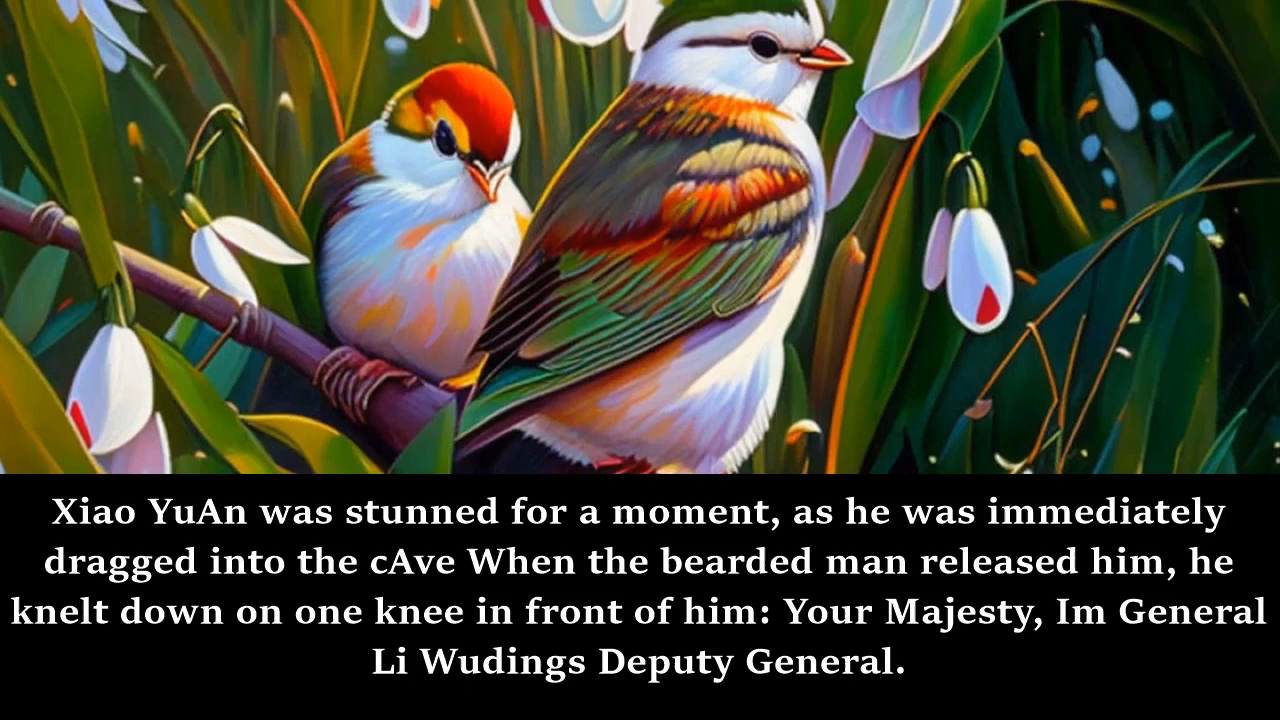 Xiao YuAn was stunned for a moment, as he was immediately
dragged into the cAve When the bearded man released him, he
knelt down on one knee in front of him: Your Majesty, Im General
Li Wudings Deputy General.